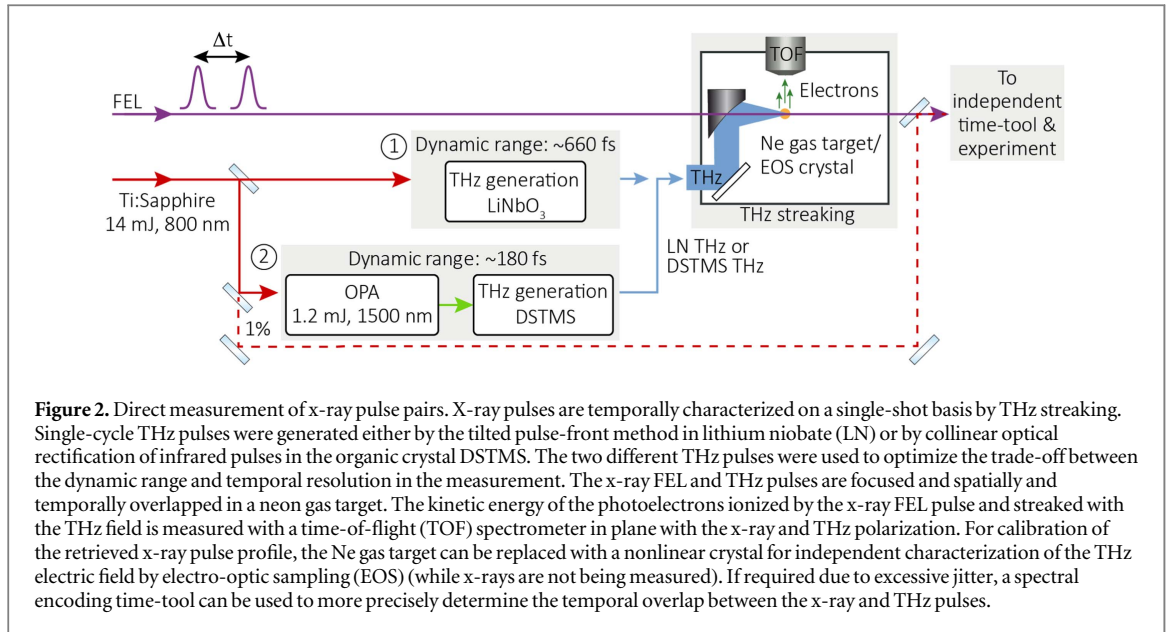 Δt
FEL
TOF
Electrons
Ne gas target/
EOS crystal
THz
THz streaking
To
independent
time-tool &
experiment
Ti:Sapphire
14 mJ, 800 nm
1 Dynamic range: ~660 fs
THz generation
LiNbO₃
LN THz or
DSTMS THz
2 Dynamic range: ~180 fs
OPA
1.2 mJ, 1500 nm
THz generation
DSTMS
1%
Figure 2. Direct measurement of x-ray pulse pairs. X-ray pulses are temporally characterized on a single-shot basis by THz streaking.
Single-cycle THz pulses were generated either by the tilted pulse-front method in lithium niobate (LN) or by collinear optical
rectification of infrared pulses in the organic crystal DSTMS. The two different THz pulses were used to optimize the trade-off between
the dynamic range and temporal resolution in the measurement. The x-ray FEL and THz pulses are focused and spatially and
temporally overlapped in a neon gas target. The kinetic energy of the photoelectrons ionized by the x-ray FEL pulse and streaked with
the THz field is measured with a time-of-flight (TOF) spectrometer in plane with the x-ray and THz polarization. For calibration of
the retrieved x-ray pulse profile, the Ne gas target can be replaced with a nonlinear crystal for independent characterization of the THz
electric field by electro-optic sampling (EOS) (while x-rays are not being measured). If required due to excessive jitter, a spectral
encoding time-tool can be used to more precisely determine the temporal overlap between the x-ray and THz pulses.